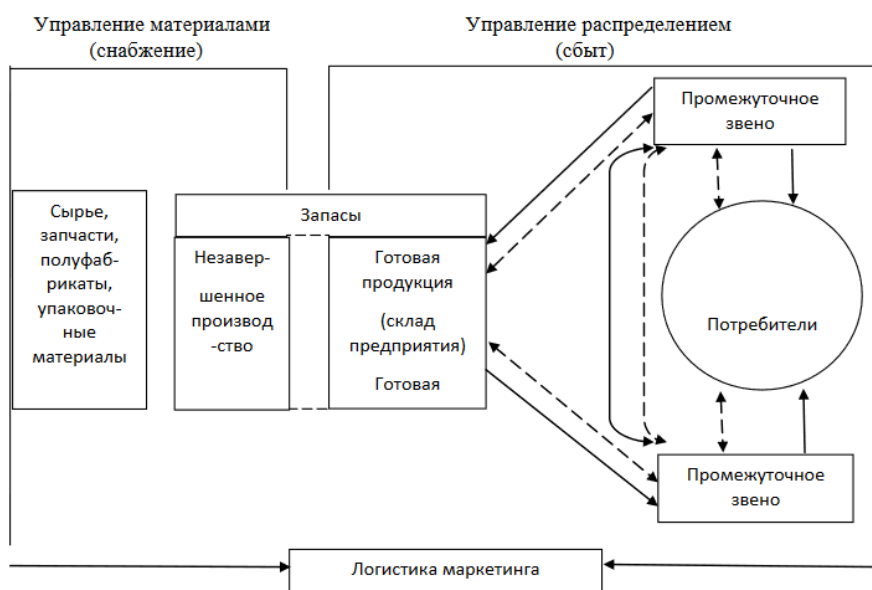 Управление материалами
(снабжение)
Управление распределением
(сбыт)
Промежуточное
звено
Сырье,
запчасти,
полуфаб-
рикаты,
упаковоч-
ные
материалы
Запасы
Незавер-
шенное
производ
-ство
Готовая
продукция
(склад
предприятия)
Готовая
Потребители
Промежуточное
звено
Логистика маркетинга